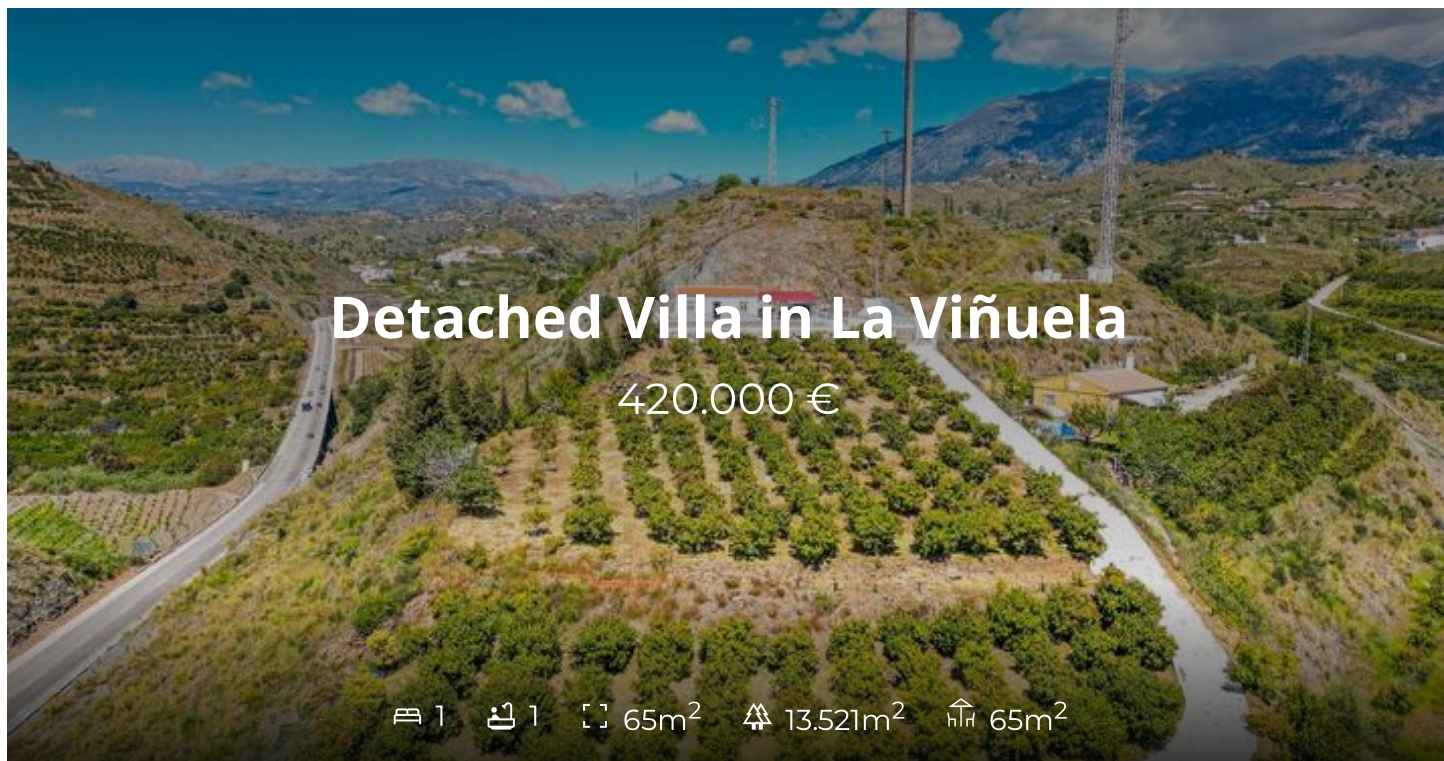 Detached Villa in La Viñuela
420.000 €
1 1 65m² 13.521m² 65m²